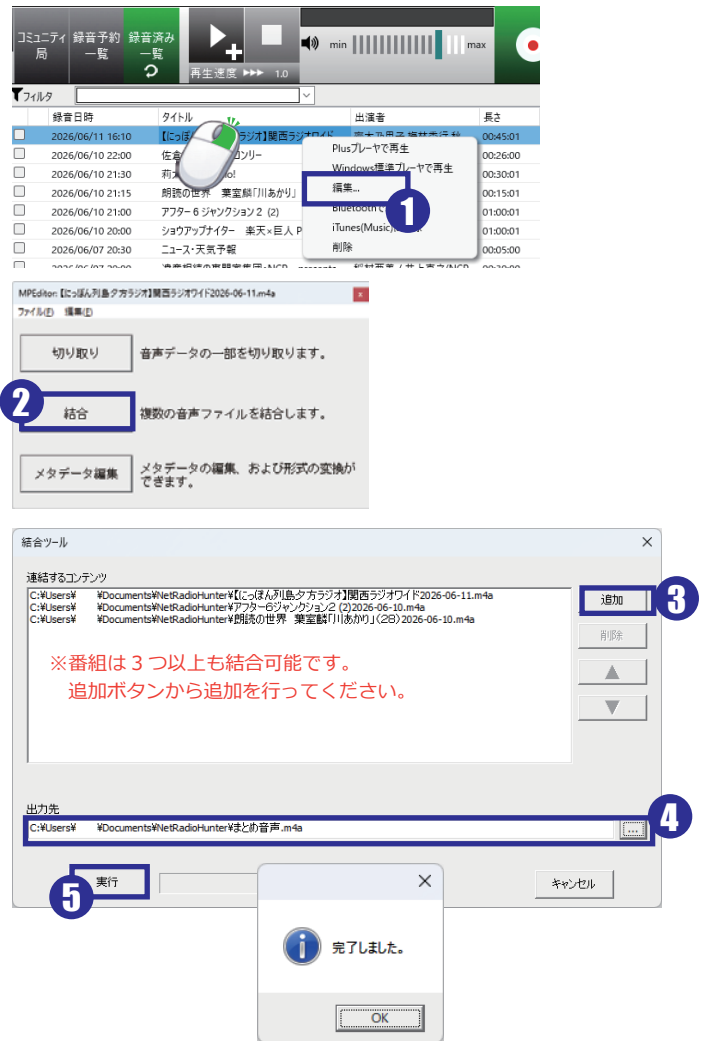 コミュニティ局 録音予約一覧 録音済み一覧
再生速度 ▶▶▶ 1.0
min max
フィルタ
録音日時 タイトル 出演者 長さ
2026/06/11 16:10 ラジオ】関西ラジオワイド 00:45:01
2026/06/10 22:00 00:26:00
2026/06/10 21:30 00:30:01
2026/06/10 21:15 朗読の世界 葉室麟「川あかり」 00:15:01
2026/06/10 21:00 アフター6ジャンクション2 (2) 01:00:01
2026/06/10 20:00 ショウアップナイター 楽天×巨人 01:00:01
2026/06/07 20:30 ニュース・天気予報 00:05:00
Plusプレーヤで再生
Windows標準プレーヤで再生
編集...
iTunes(Music)
削除
1
MPEditor:【にっぽん列島夕方ラジオ】関西ラジオワイド2026-06-11.m4a
ファイル(F) 編集(E)
切り取り 音声データの一部を切り取ります。
2
結合 複数の音声ファイルを結合します。
メタデータ編集 メタデータの編集、および形式の変換が
できます。
結合ツール
連結するコンテンツ
C:¥Users¥ ¥Documents¥NetRadioHunter¥【にっぽん列島夕方ラジオ】関西ラジオワイド2026-06-11.m4a
C:¥Users¥ ¥Documents¥NetRadioHunter¥アフター6ジャンクション2 (2)2026-06-10.m4a
C:¥Users¥ ¥Documents¥NetRadioHunter¥朗読の世界 葉室麟「川あかり」(28)2026-06-10.m4a
追加
3
削除
※番組は3つ以上も結合可能です。
追加ボタンから追加を行ってください。
出力先
C:¥Users¥ ¥Documents¥NetRadioHunter¥まとめ音声.m4a
...
4
5
実行
キャンセル
完了しました。
OK